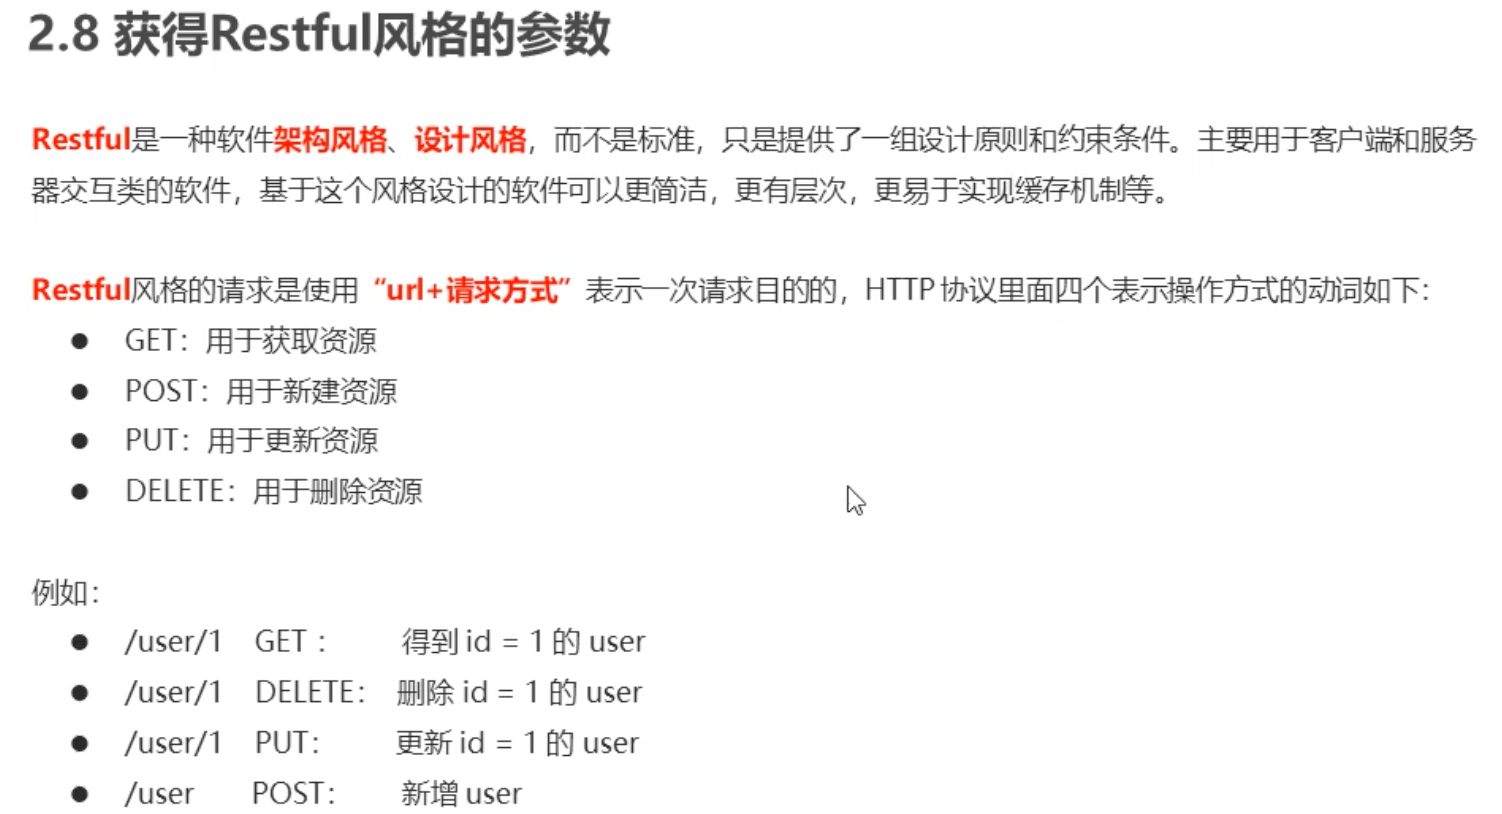 2.8 获得Restful风格的参数
Restful是一种软件架构风格、设计风格，而不是标准，只是提供了一组设计原则和约束条件。主要用于客户端和服务
器交互类的软件，基于这个风格设计的软件可以更简洁，更有层次，更易于实现缓存机制等。
Restful风格的请求是使用“url+请求方式”表示一次请求目的的，HTTP 协议里面四个表示操作方式的动词如下：
● GET：用于获取资源
● POST：用于新建资源
● PUT：用于更新资源
● DELETE：用于删除资源
例如：
● /user/1 GET ： 得到 id = 1 的 user
● /user/1 DELETE： 删除 id = 1 的 user
● /user/1 PUT： 更新 id = 1 的 user
● /user POST： 新增 user